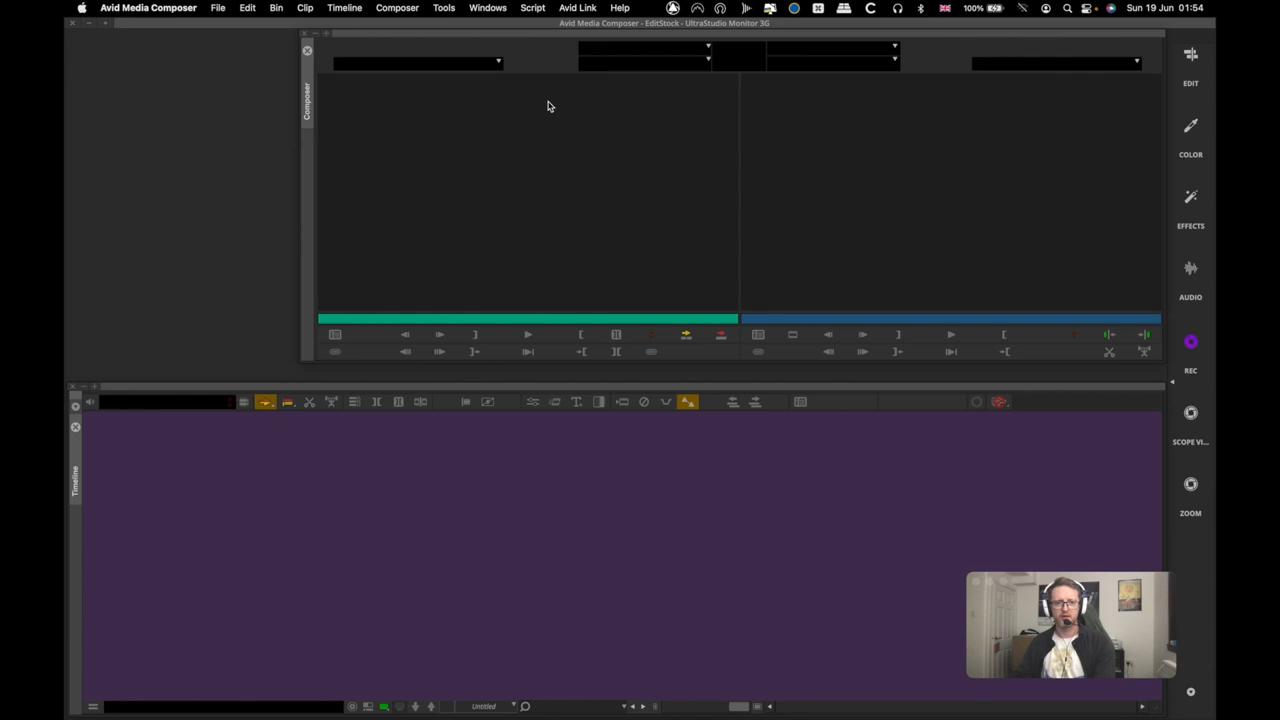 Avid Media Composer File Edit Bin Clip Timeline Composer Tools Windows Script Avid Link Help 100% Sun 19 Jun 01:54
Avid Media Composer - EditStock - UltraStudio Monitor 3G
Composer
EDIT
COLOR
EFFECTS
AUDIO
REC
SCOPE VI...
ZOOM
Timeline
Untitled